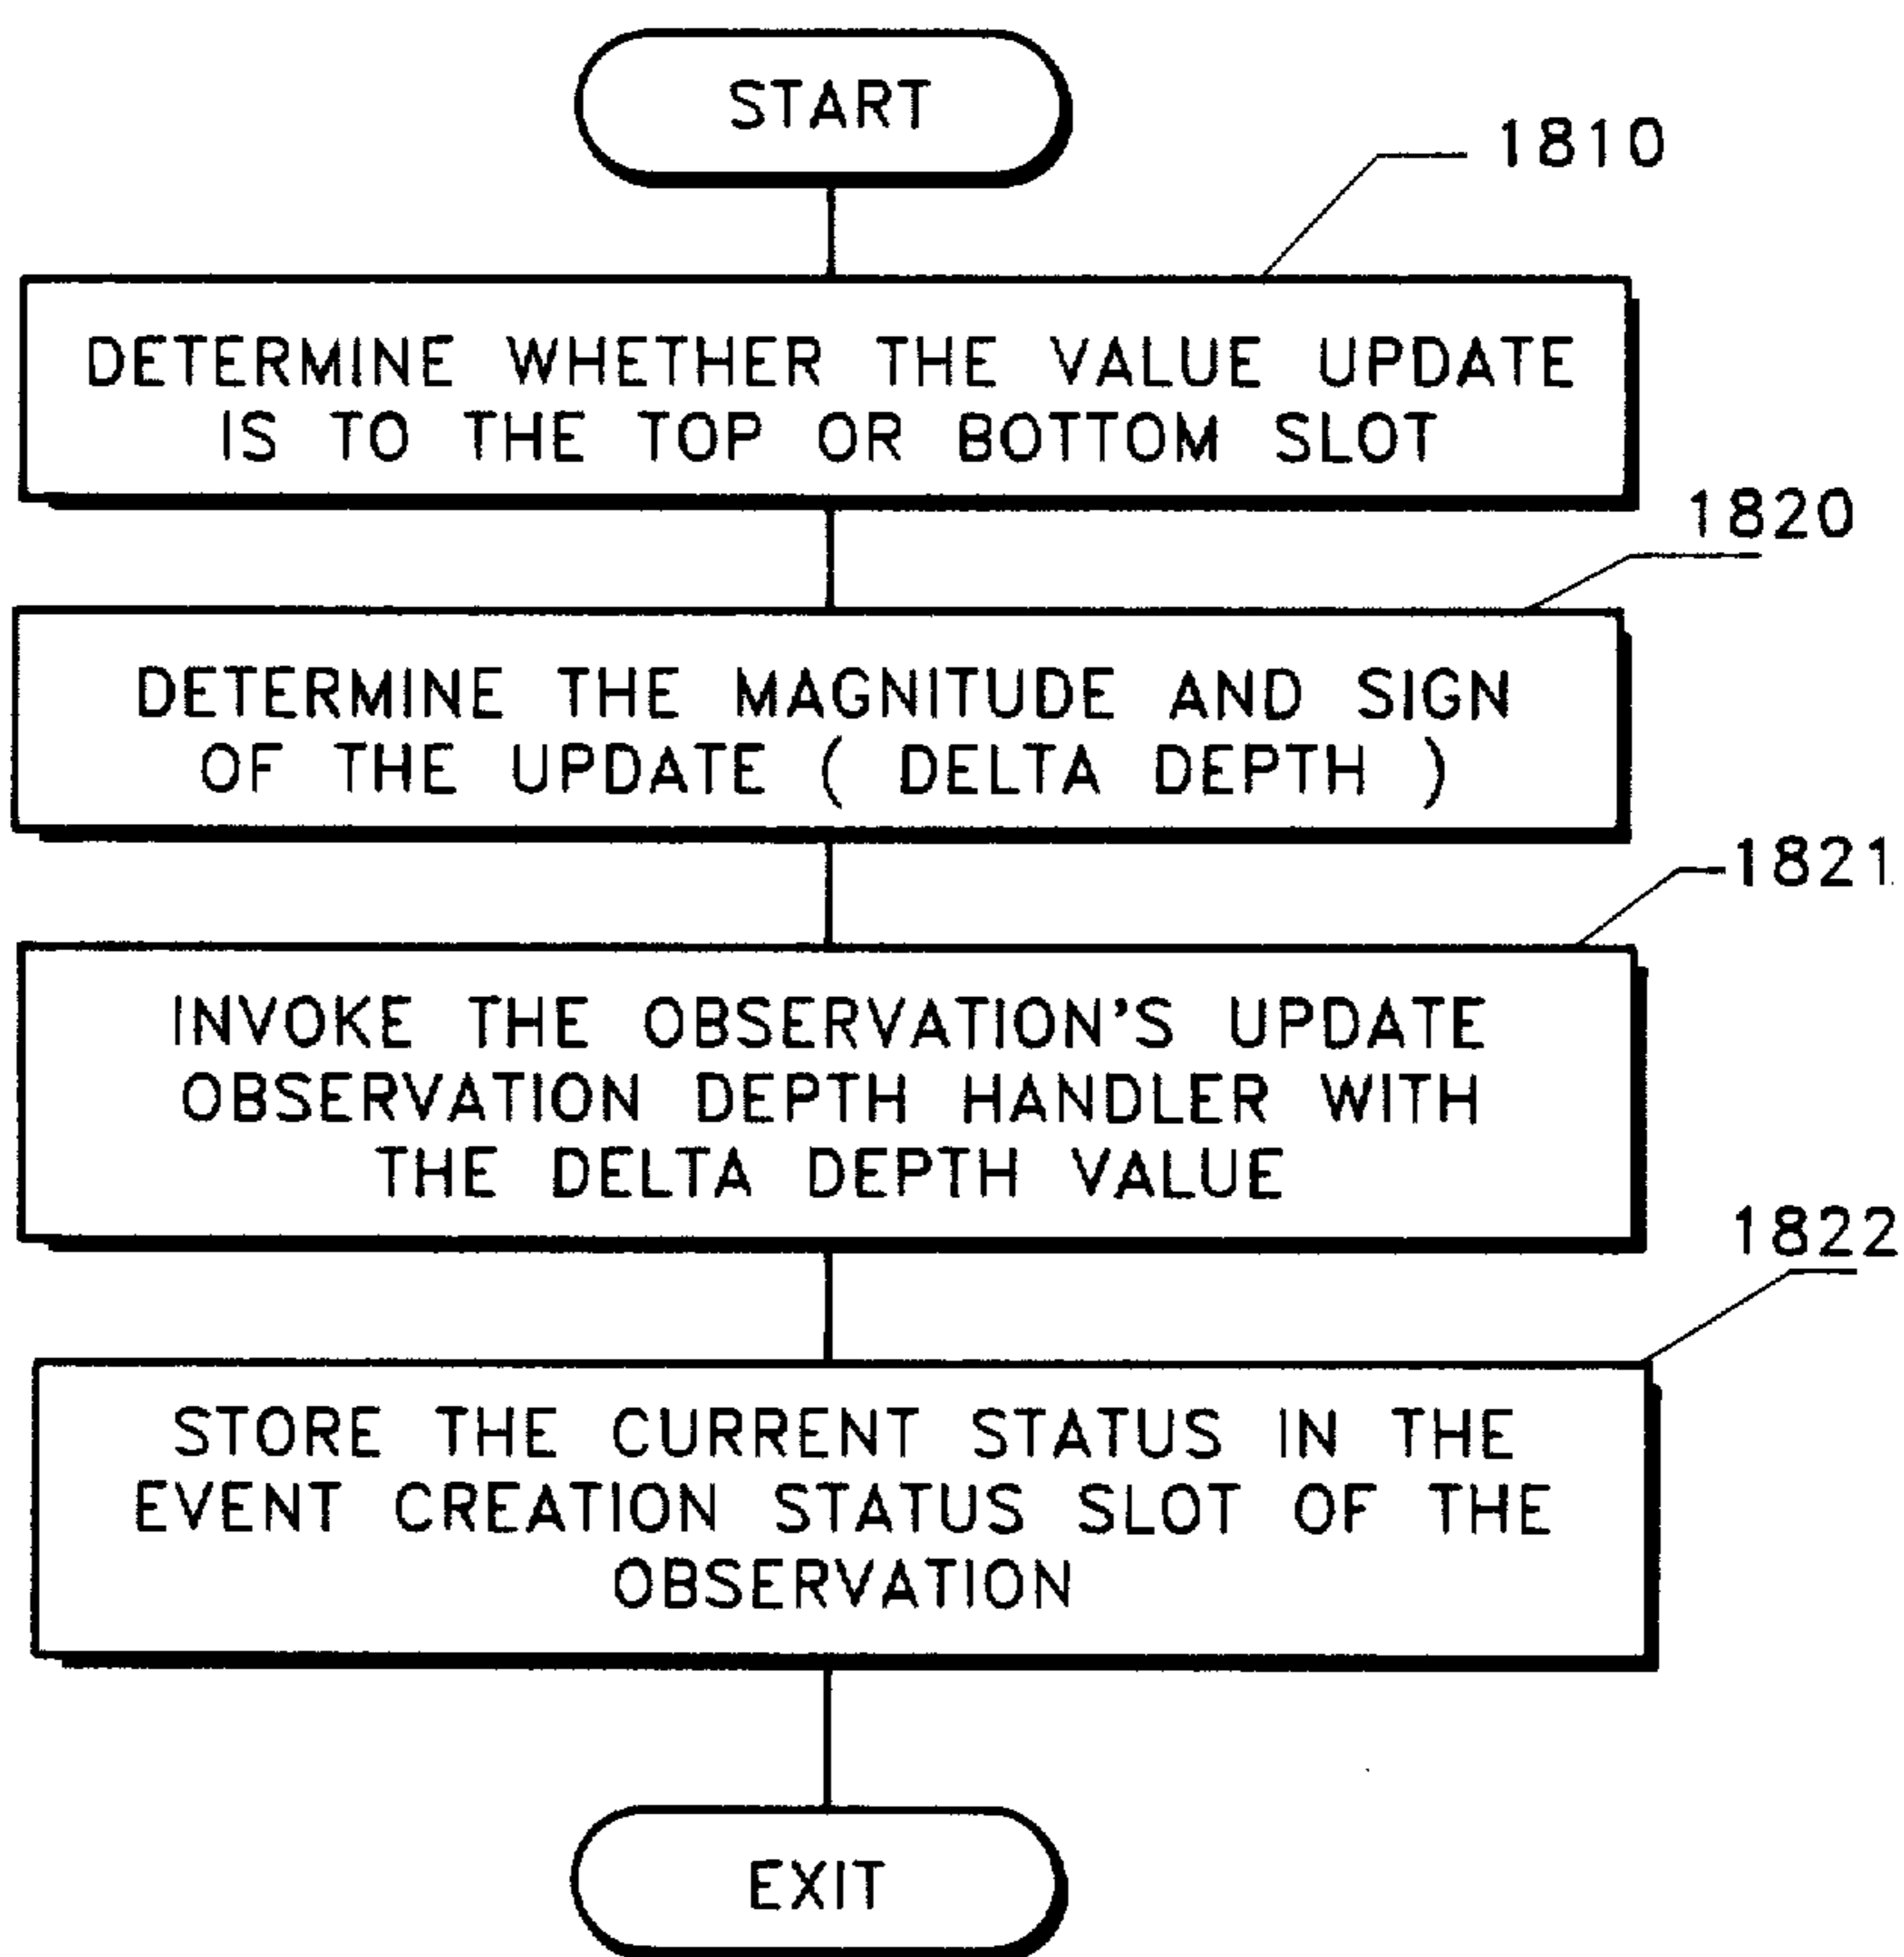 START
1810
DETERMINE WHETHER THE VALUE UPDATE
IS TO THE TOP OR BOTTOM SLOT
1820
DETERMINE THE MAGNITUDE AND SIGN
OF THE UPDATE ( DELTA DEPTH )
1821
INVOKE THE OBSERVATION'S UPDATE
OBSERVATION DEPTH HANDLER WITH
THE DELTA DEPTH VALUE
1822
STORE THE CURRENT STATUS IN THE
EVENT CREATION STATUS SLOT OF THE
OBSERVATION
EXIT